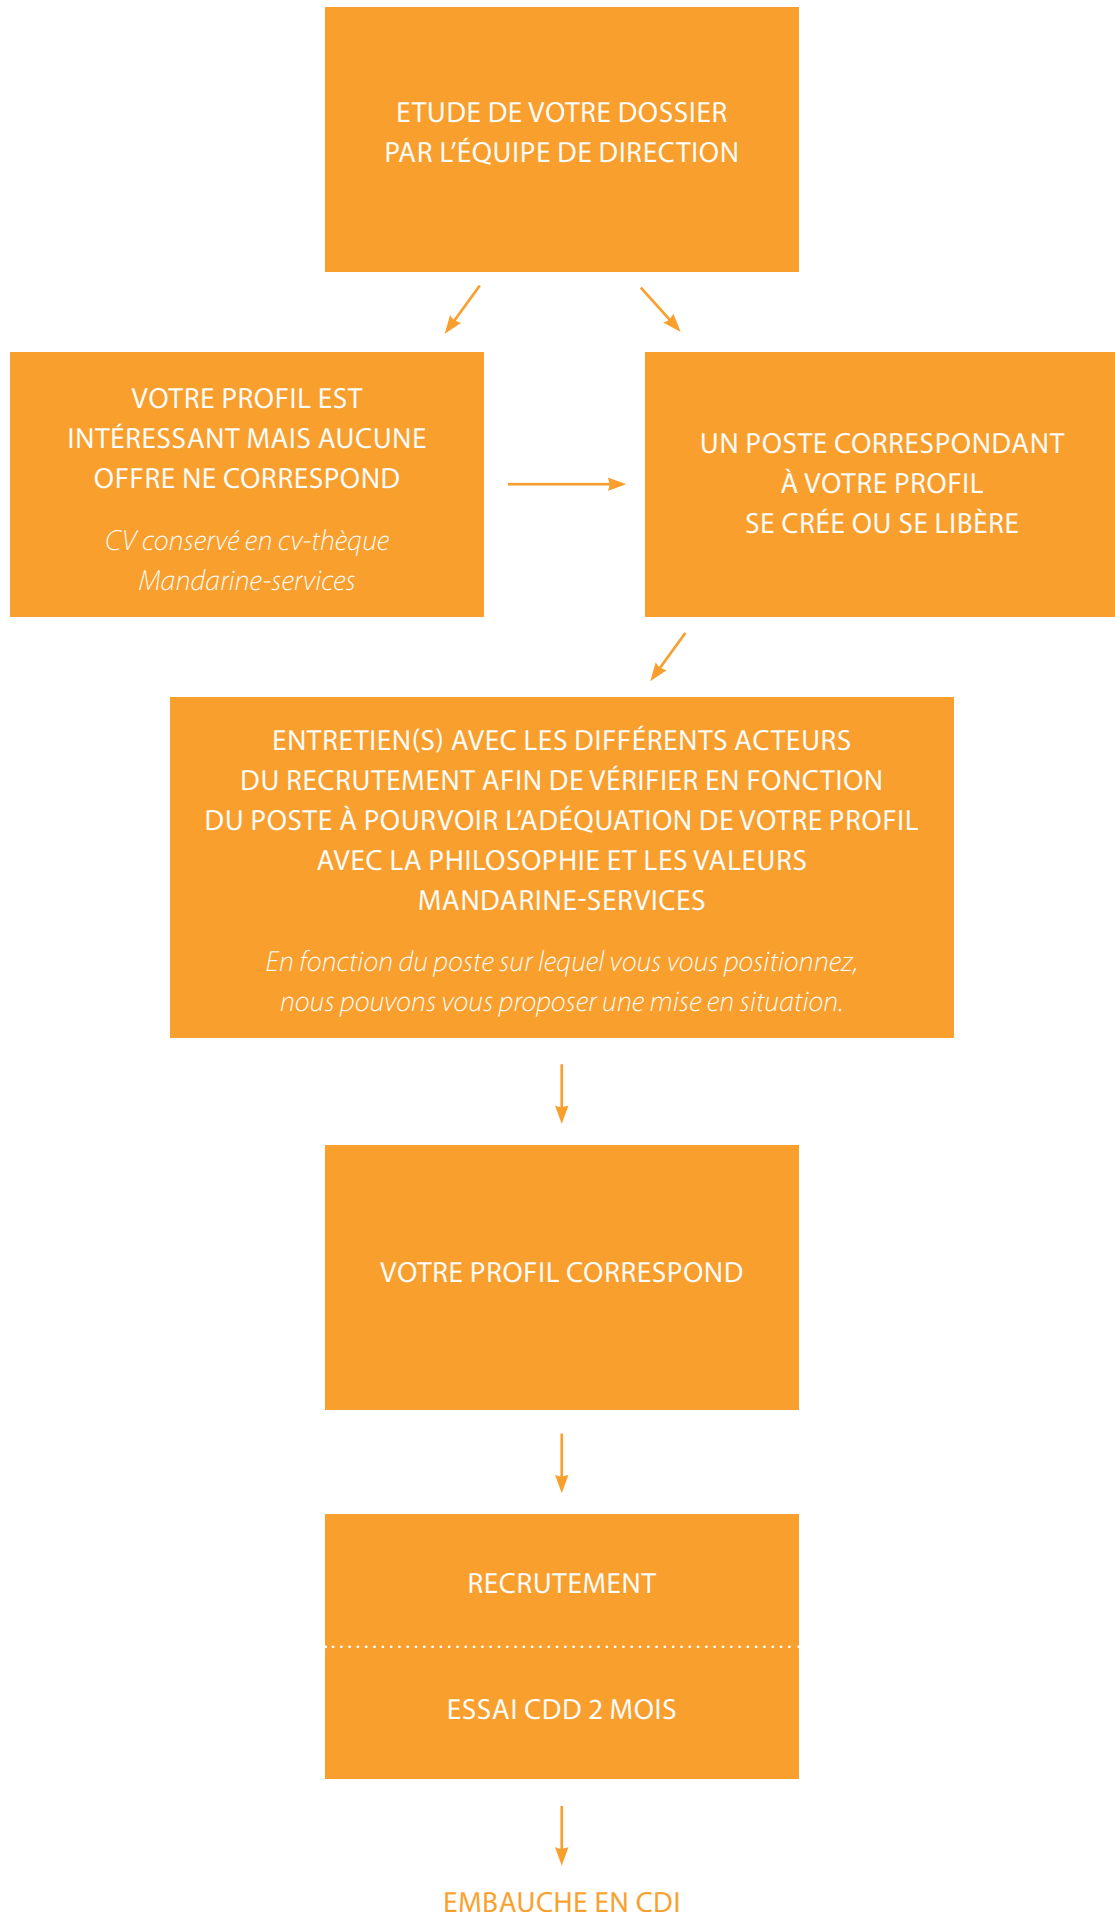 ETUDE DE VOTRE DOSSIER
PAR L'ÉQUIPE DE DIRECTION
VOTRE PROFIL EST
INTÉRESSANT MAIS AUCUNE
OFFRE NE CORRESPOND
CV conservé en cv-thèque
Mandarine-services
UN POSTE CORRESPONDANT
À VOTRE PROFIL
SE CRÉE OU SE LIBÈRE
ENTRETIEN(S) AVEC LES DIFFÉRENTS ACTEURS
DU RECRUTEMENT AFIN DE VÉRIFIER EN FONCTION
DU POSTE À POURVOIR L'ADÉQUATION DE VOTRE PROFIL
AVEC LA PHILOSOPHIE ET LES VALEURS
MANDARINE-SERVICES
En fonction du poste sur lequel vous vous positionnez,
nous pouvons vous proposer une mise en situation.
VOTRE PROFIL CORRESPOND
RECRUTEMENT
ESSAI CDD 2 MOIS
EMBAUCHE EN CDI